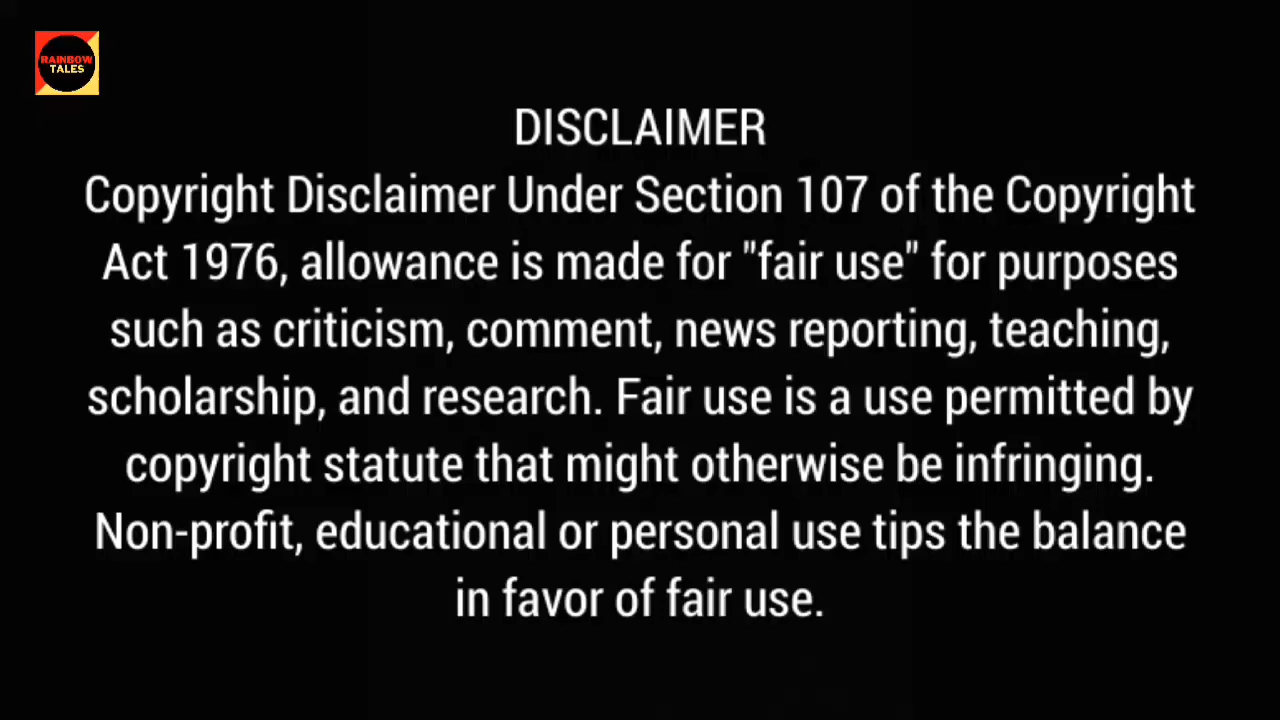 RAINBOW
TALES
DISCLAIMER
Copyright Disclaimer Under Section 107 of the Copyright
Act 1976, allowance is made for "fair use" for purposes
such as criticism, comment, news reporting, teaching,
scholarship, and research. Fair use is a use permitted by
copyright statute that might otherwise be infringing.
Non-profit, educational or personal use tips the balance
in favor of fair use.